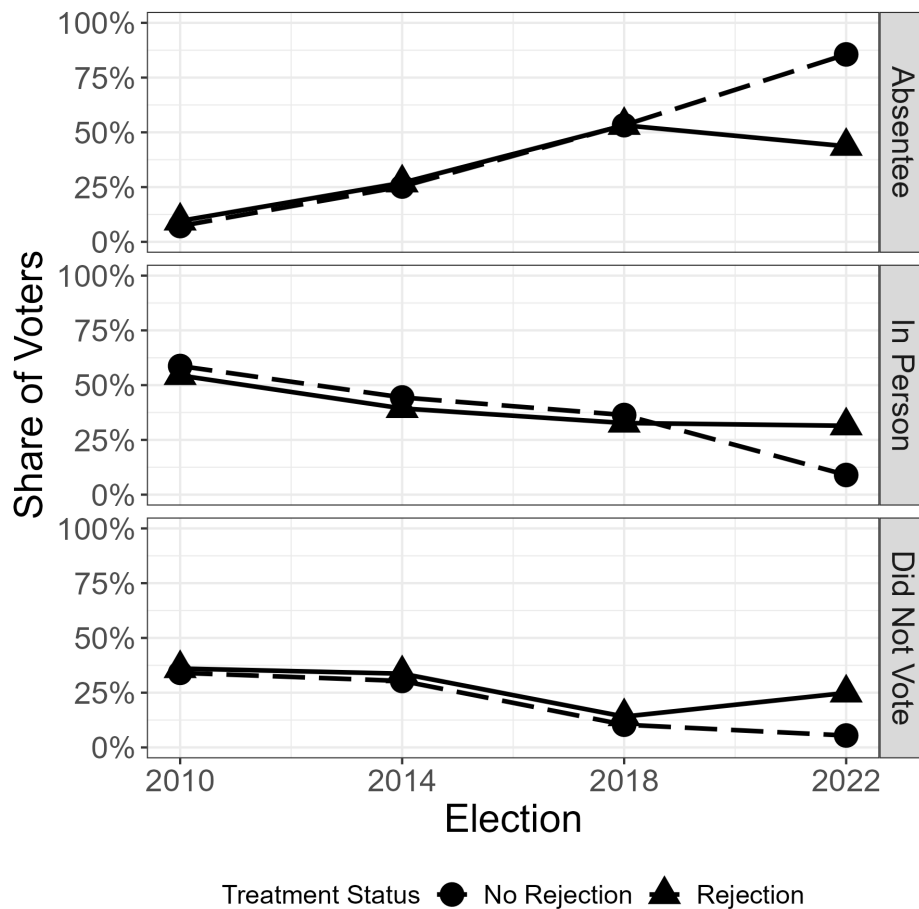 100%
75%
50%
25%
0%
Absentee
100%
75%
50%
25%
0%
In Person
100%
75%
50%
25%
0%
Did Not Vote
Share of Voters
2010 2014 2018 2022
Election
Treatment Status No Rejection Rejection